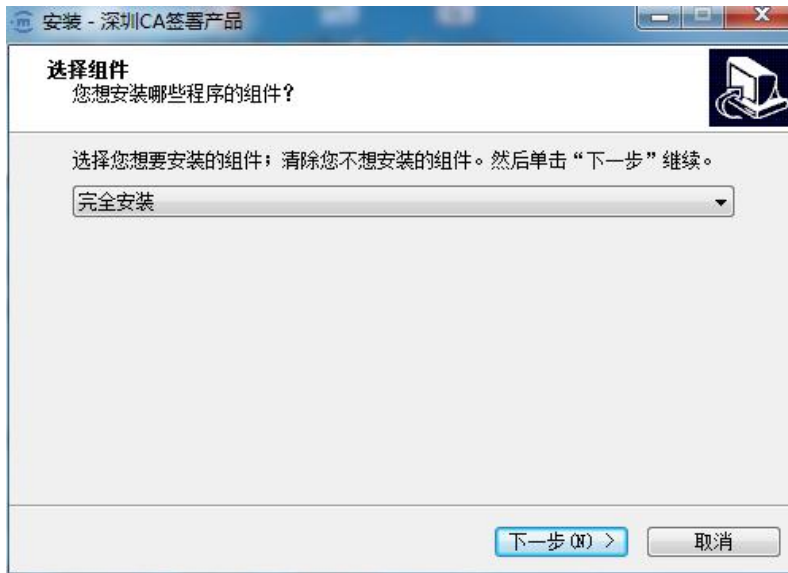 安装 - 深圳CA签署产品
选择组件
您想安装哪些程序的组件?
选择您想要安装的组件；清除您不想安装的组件。然后单击“下一步”继续。
完全安装
下一步(N) >
取消